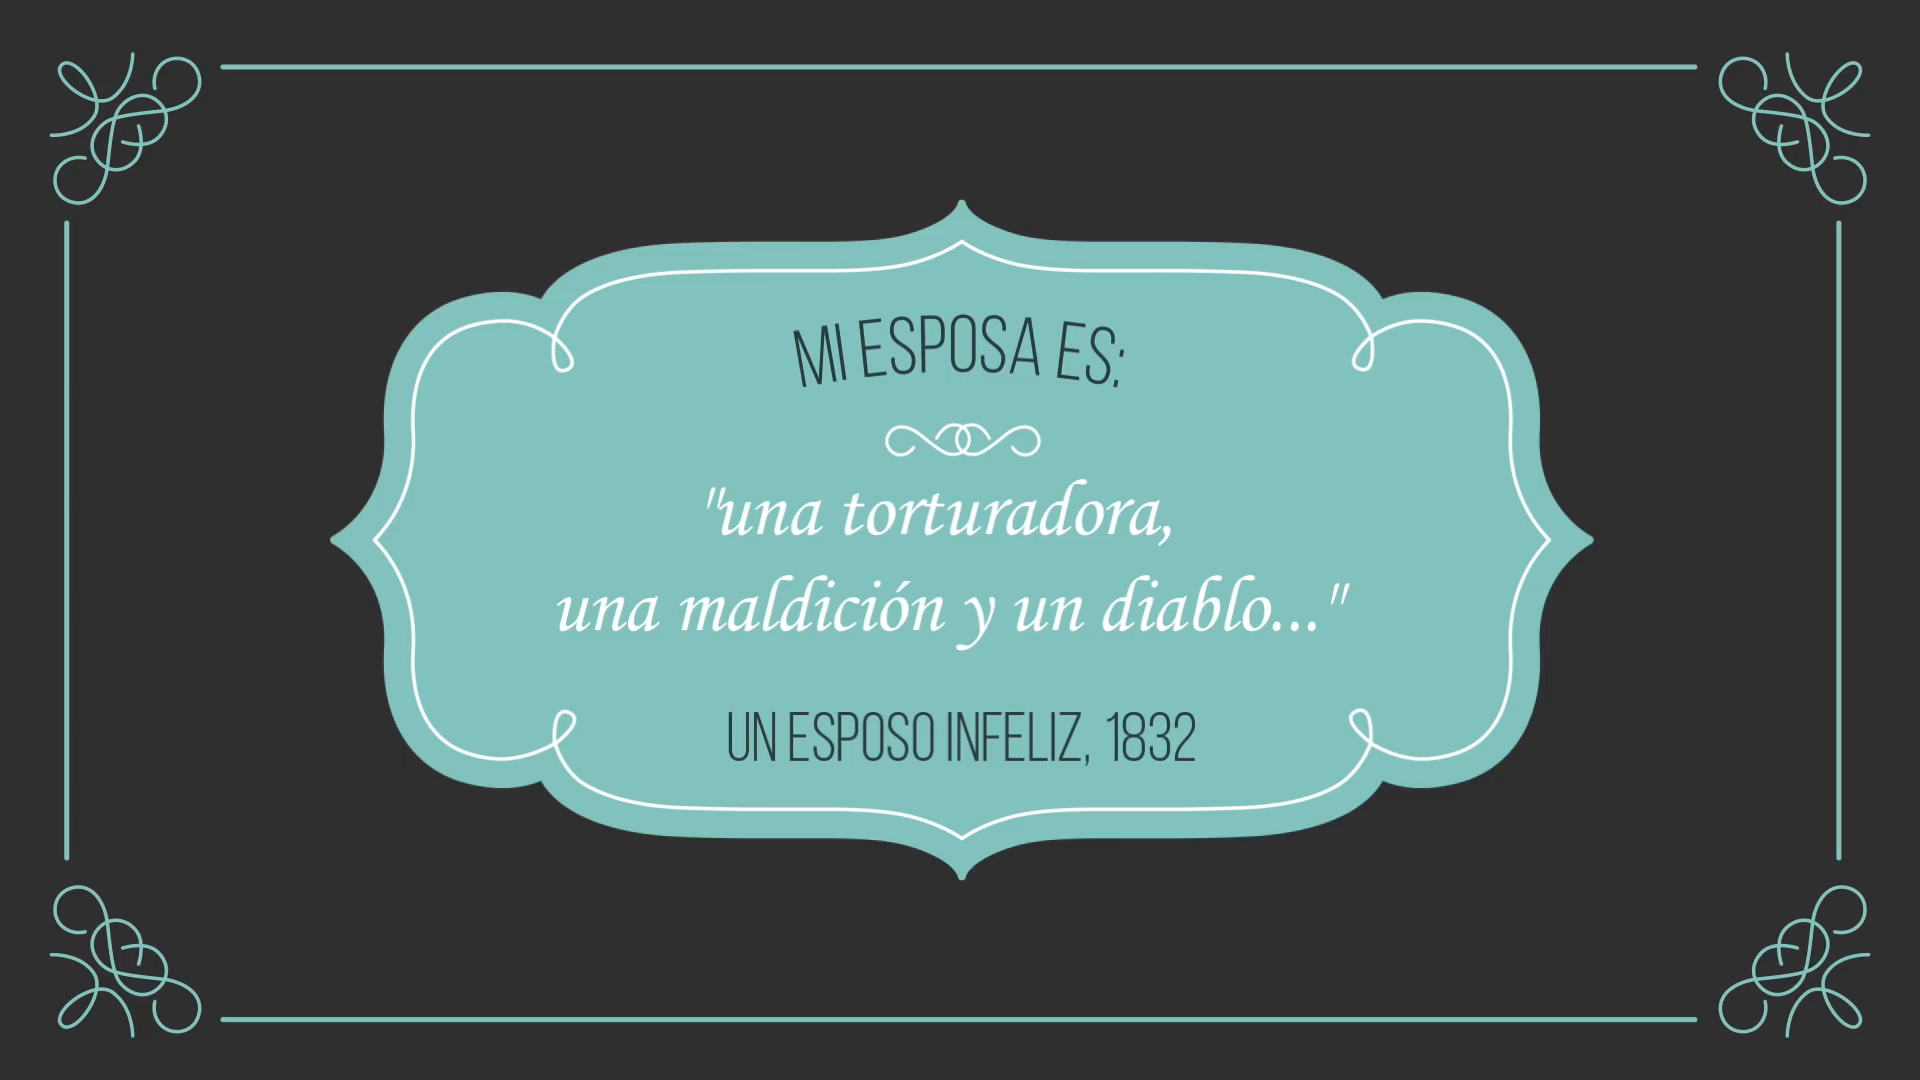 MI ESPOSA ES:
"una torturadora,
una maldición y un diablo..."
UN ESPOSO INFELIZ, 1832